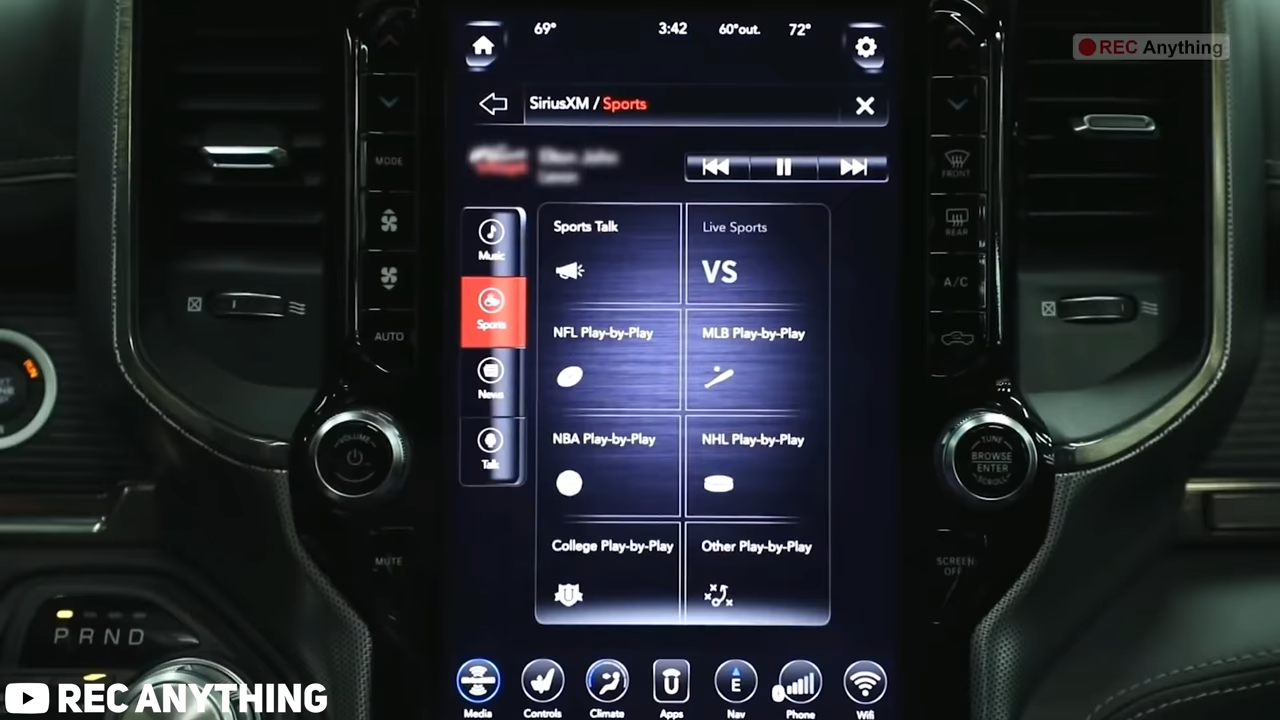 69°
3:42
60°out.
72°
REC Anything
SiriusXM / Sports
MODE
FRONT
Sports Talk
Live Sports
VS
Music
REAR
A/C
Sports
NFL Play-by-Play
MLB Play-by-Play
AUTO
RUN
News
NBA Play-by-Play
NHL Play-by-Play
Talk
VOLUME
TUNE
BROWSE
ENTER
SCROLL
College Play-by-Play
Other Play-by-Play
U
MUTE
SCREEN
OFF
P R N D
REC ANYTHING
U
E
Media
Controls
Climate
Apps
Nav
Phone
Wifi